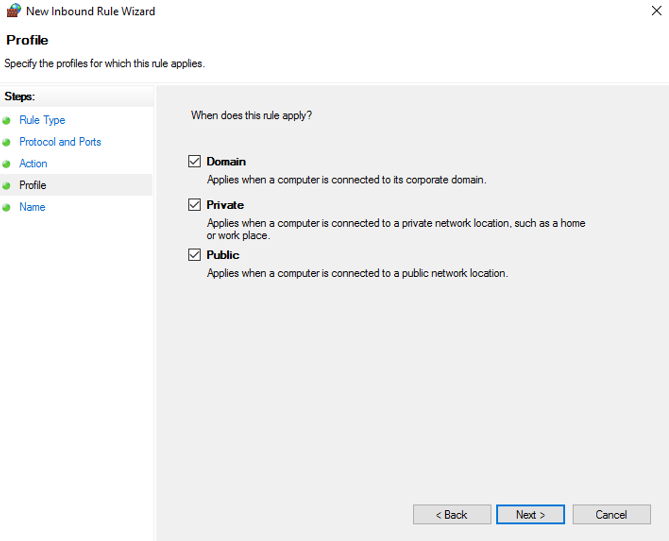 New Inbound Rule Wizard
Profile
Specify the profiles for which this rule applies.
Steps:
Rule Type
Protocol and Ports
Action
Profile
Name
When does this rule apply?
Domain
Applies when a computer is connected to its corporate domain.
Private
Applies when a computer is connected to a private network location, such as a home
or work place.
Public
Applies when a computer is connected to a public network location.
< Back
Next >
Cancel